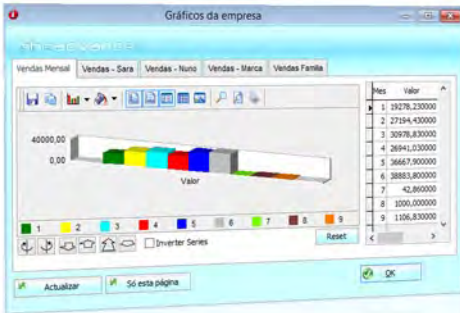 Gráficos da empresa
Vendas Mensal
Vendas - Sara
Vendas - Nuno
Vendas - Marca
Vendas Familia
Mes Valor
1 19278,230000
2 27194,430000
3 30978,830000
4 26941,030000
5 36667,900000
6 38883,800000
7 42,860000
8 1000,000000
9 1106,830000
40000,00
0,00
Valor
1 2 3 4 5 6 7 8 9
Inverter Series
Reset
Actualizar
Só esta página
OK